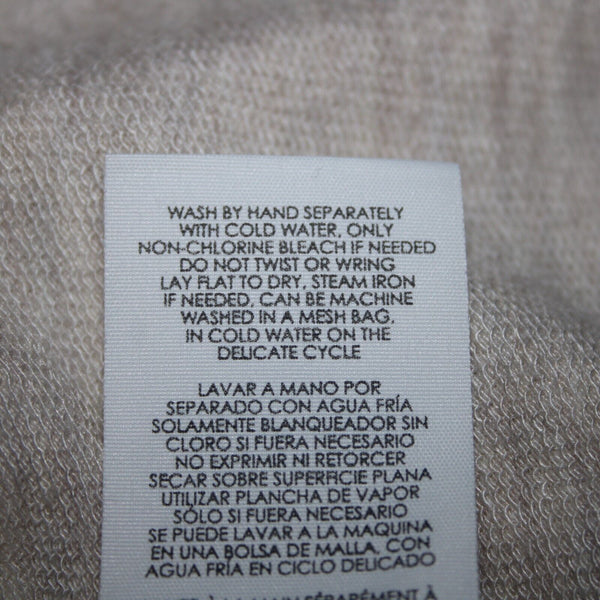 WASH BY HAND SEPARATELY
WITH COLD WATER, ONLY
NON-CHLORINE BLEACH IF NEEDED
DO NOT TWIST OR WRING
LAY FLAT TO DRY, STEAM IRON
IF NEEDED, CAN BE MACHINE
WASHED IN A MESH BAG,
IN COLD WATER ON THE
DELICATE CYCLE
LAVAR A MANO POR
SEPARADO CON AGUA FRÍA
SOLAMENTE BLANQUEADOR SIN
CLORO SI FUERA NECESARIO
NO EXPRIMIR NI RETORCER
SECAR SOBRE SUPERFICIE PLANA
UTILIZAR PLANCHA DE VAPOR
SÓLO SI FUERA NECESARIO
SE PUEDE LAVAR A LA MAQUINA
EN UNA BOLSA DE MALLA, CON
AGUA FRÍA EN CICLO DELICADO
À LA MAIN SÉPARÉMENT À